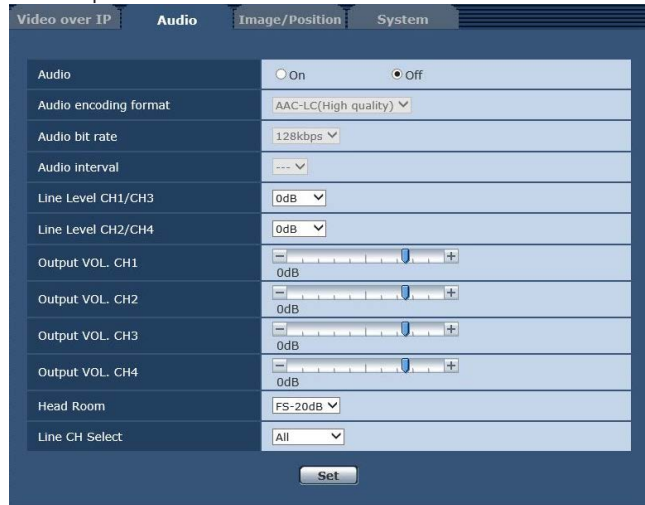 Video over IP Audio Image/Position System
Audio On Off
Audio encoding format AAC-LC(High quality)
Audio bit rate 128kbps
Audio interval ---
Line Level CH1/CH3 0dB
Line Level CH2/CH4 0dB
Output VOL. CH1 - +
0dB
Output VOL. CH2 - +
0dB
Output VOL. CH3 - +
0dB
Output VOL. CH4 - +
0dB
Head Room FS-20dB
Line CH Select All
Set